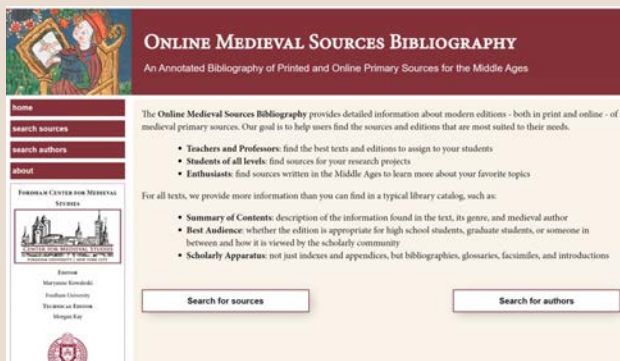 ONLINE MEDIEVAL SOURCES BIBLIOGRAPHY
An Annotated Bibliography of Printed and Online Primary Sources for the Middle Ages
home
search sources
search authors
about
FORDHAM CENTER FOR MEDIEVAL
STUDIES
CENTER FOR MEDIEVAL STUDIES
FORDHAM UNIVERSITY | NEW YORK CITY
EDITOR
Maryanne Kowaleski
Fordham University
TECHNICAL EDITOR
Morgan Kay
The Online Medieval Sources Bibliography provides detailed information about modern editions - both in print and online - of
medieval primary sources. Our goal is to help users find the sources and editions that are most suited to their needs.
• Teachers and Professors: find the best texts and editions to assign to your students
• Students of all levels: find sources for your research projects
• Enthusiasts: find sources written in the Middle Ages to learn more about your favorite topics
For all texts, we provide more information than you can find in a typical library catalog, such as:
• Summary of Contents: description of the information found in the text, its genre, and medieval author
• Best Audience: whether the edition is appropriate for high school students, graduate students, or someone in
between and how it is viewed by the scholarly community
• Scholarly Apparatus: not just indexes and appendices, but bibliographies, glossaries, facsimiles, and introductions
Search for sources
Search for authors